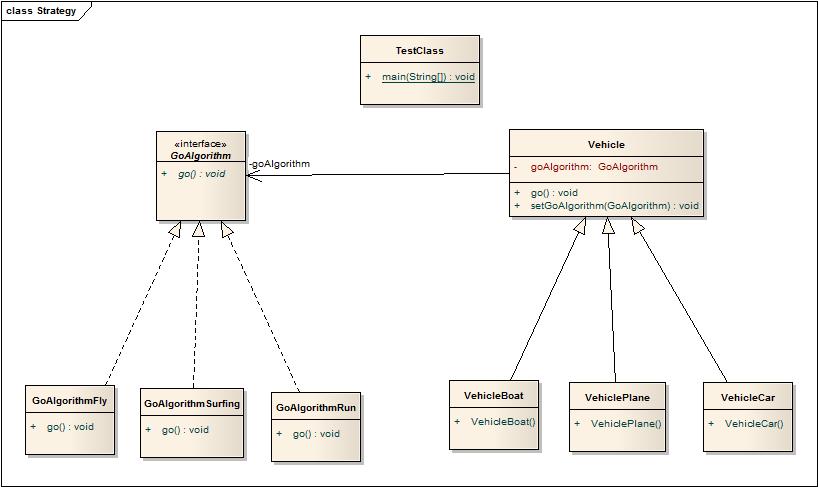 class Strategy
TestClass
+ main(String[]) : void
«interface»
GoAlgorithm
+ go() : void
-goAlgorithm
Vehicle
- goAlgorithm: GoAlgorithm
+ go() : void
+ setGoAlgorithm(GoAlgorithm) : void
GoAlgorithmFly
+ go() : void
GoAlgorithmSurfing
+ go() : void
GoAlgorithmRun
+ go() : void
VehicleBoat
+ VehicleBoat()
VehiclePlane
+ VehiclePlane()
VehicleCar
+ VehicleCar()